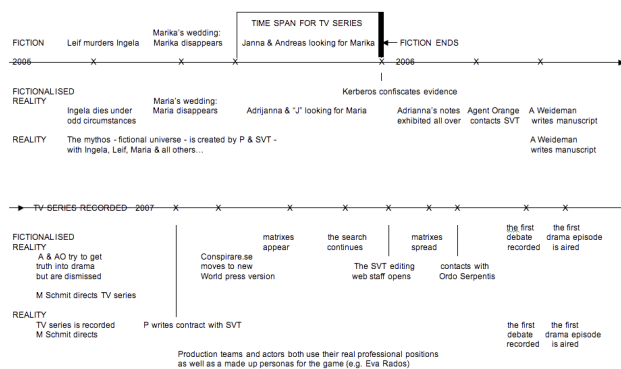 TIME SPAN FOR TV SERIES
Marika's wedding:
FICTION Leif murders Ingela Marika disappears Janna & Andreas looking for Marika FICTION ENDS
2005 X X X X 2006 X X
Kerberos confiscates evidence
FICTIONALISED
REALITY
Ingela dies under Maria's wedding: Adrijanna & "J" looking for Maria Adrianna's notes Agent Orange A Weideman
odd circumstances Maria disappears exhibited all over contacts SVT writes manuscript
REALITY The mythos - fictional universe - is created by P & SVT - A Weideman
with Ingela, Leif, Maria & all others… writes manuscript
TV SERIES RECORDED 2007 X X X X X X X X X
FICTIONALISED matrixes the search matrixes the first the first
REALITY appear continues spread debate drama episode
recorded is aired
A & AO try to get Conspirare.se
truth into drama moves to new The SVT editing contacts with
but are dismissed World press version web staff opens Ordo Serpentis
M Schmit directs TV series
REALITY
TV series is recorded P writes contract with SVT the first the first
M Schmit directs debate drama episode
recorded is aired
Production teams and actors both use their real professional positions
as well as a made up personas for the game (e.g. Eva Rados)